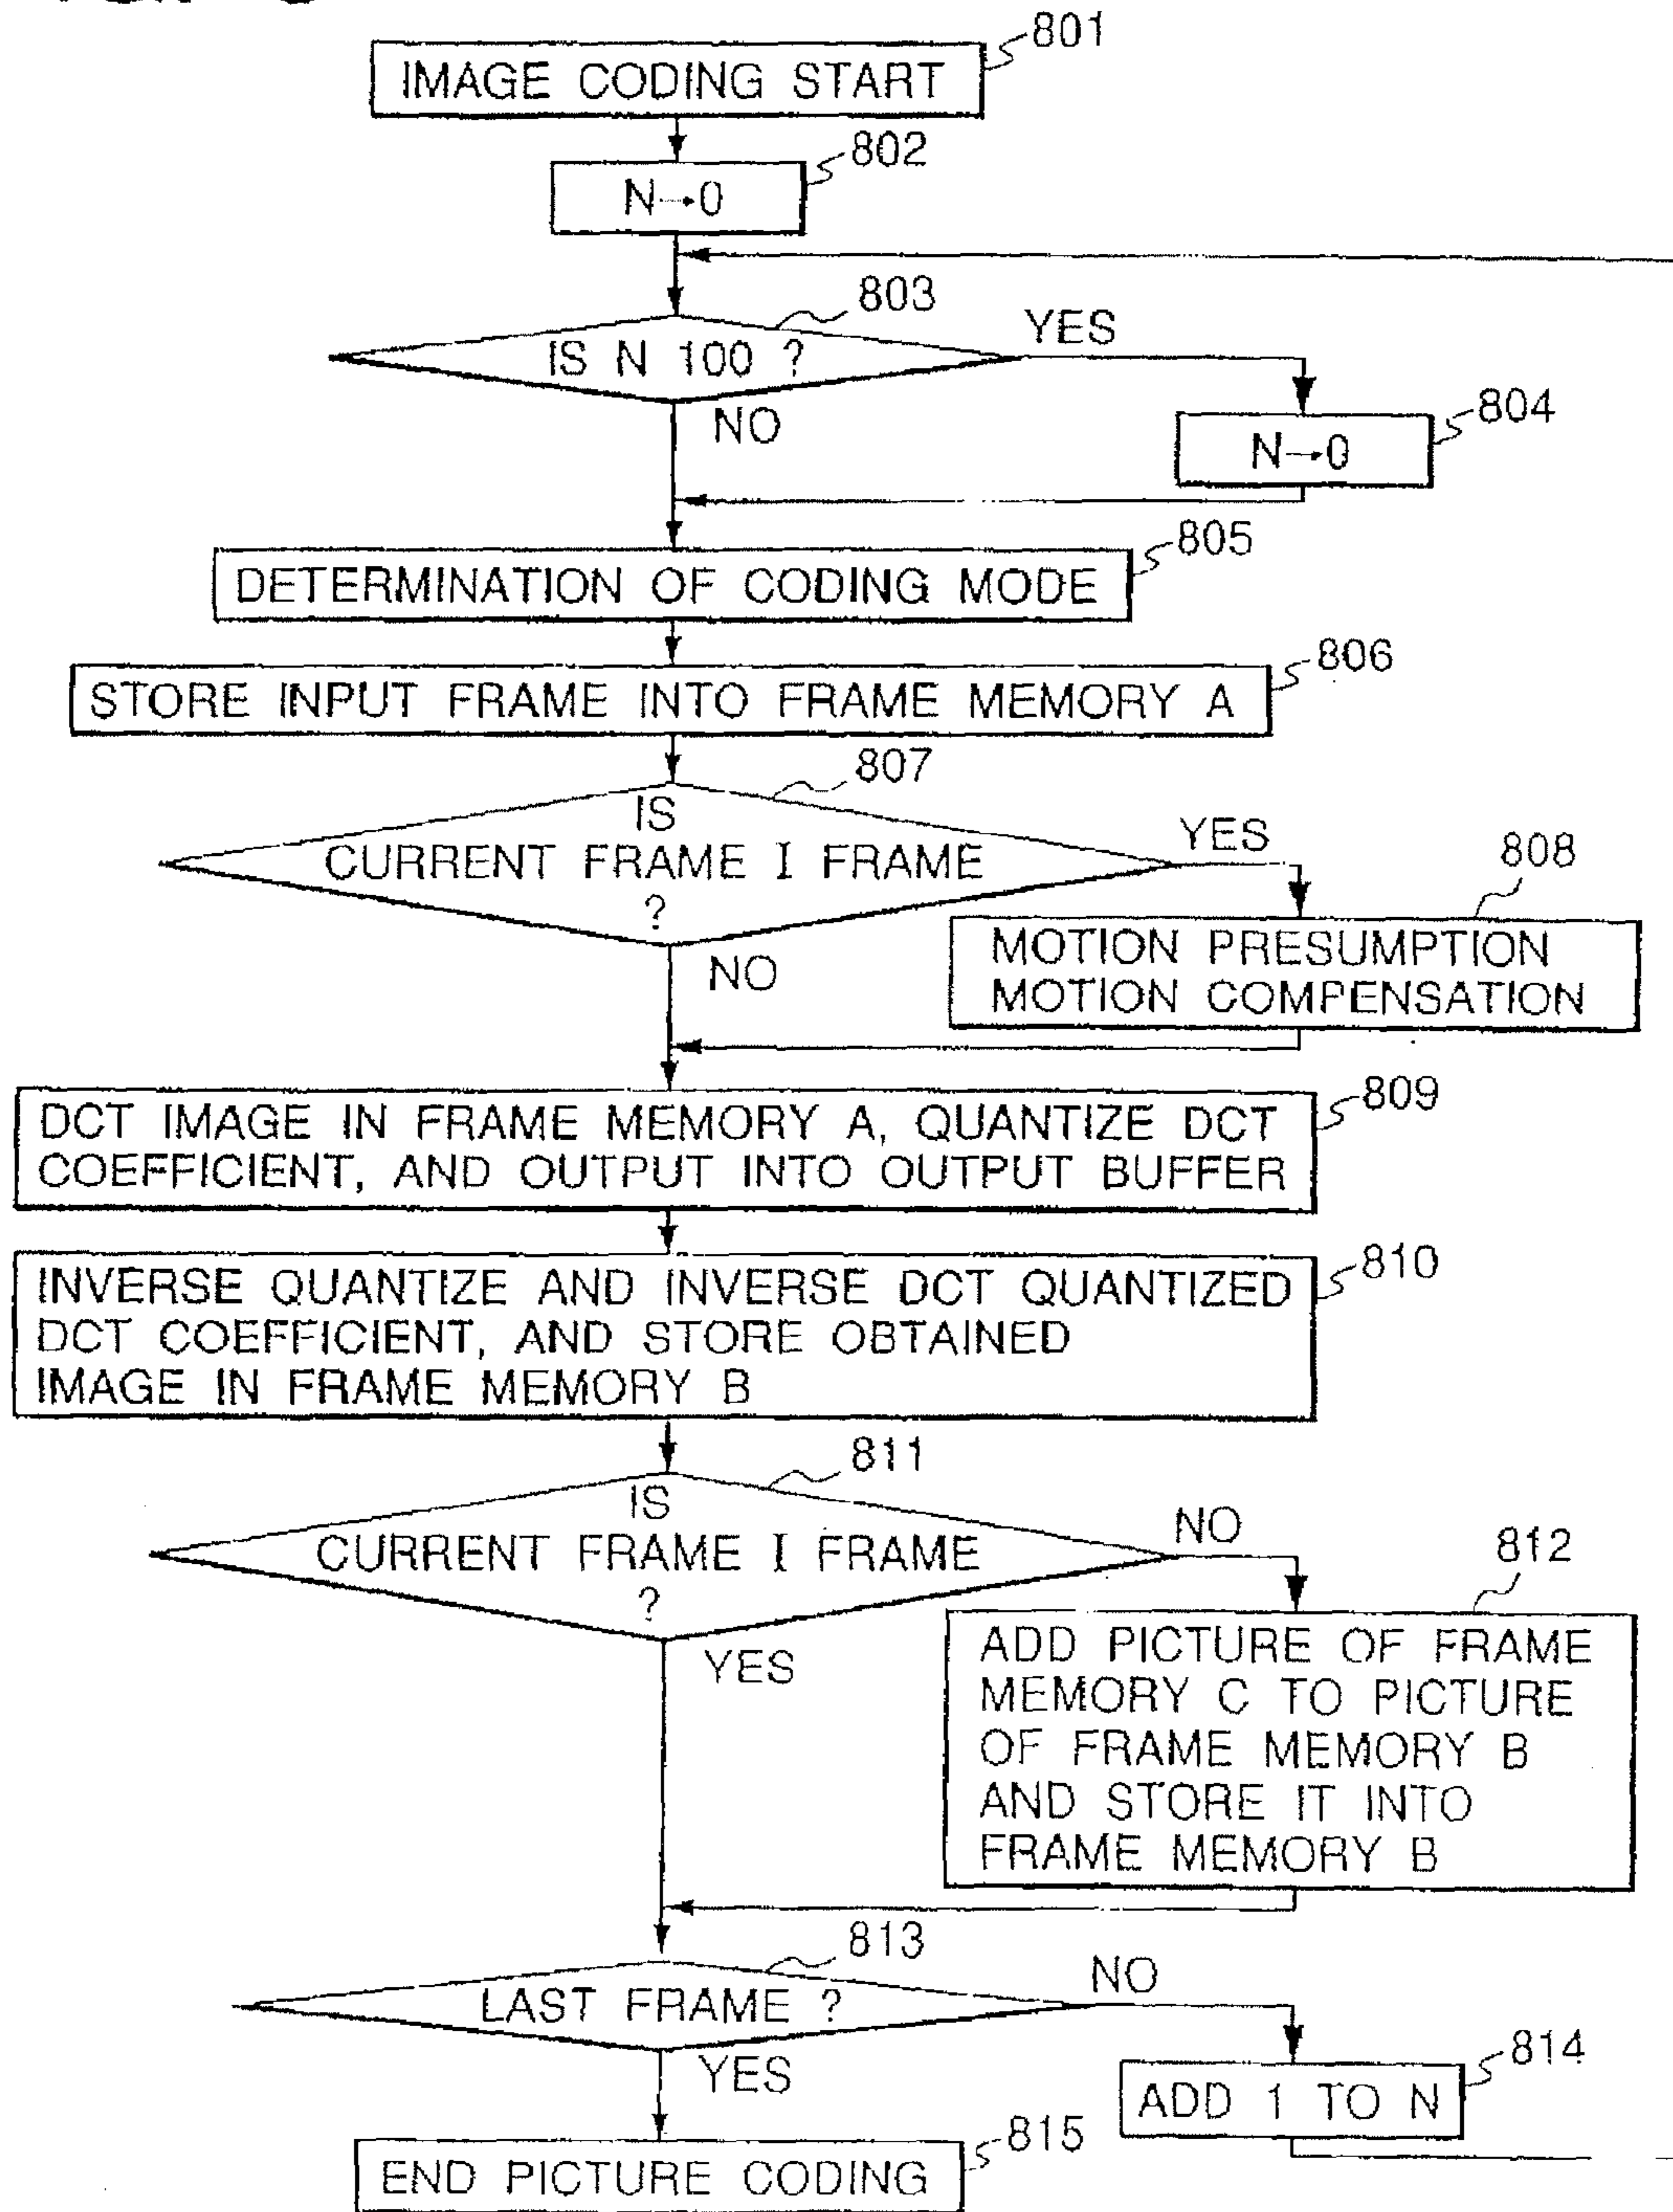 801
IMAGE CODING START
802
N→0
803
IS N 100 ?
YES
NO
804
N→0
805
DETERMINATION OF CODING MODE
806
STORE INPUT FRAME INTO FRAME MEMORY A
807
IS
CURRENT FRAME I FRAME
?
YES
NO
808
MOTION PRESUMPTION
MOTION COMPENSATION
809
DCT IMAGE IN FRAME MEMORY A, QUANTIZE DCT
COEFFICIENT, AND OUTPUT INTO OUTPUT BUFFER
810
INVERSE QUANTIZE AND INVERSE DCT QUANTIZED
DCT COEFFICIENT, AND STORE OBTAINED
IMAGE IN FRAME MEMORY B
811
IS
CURRENT FRAME I FRAME
?
NO
YES
812
ADD PICTURE OF FRAME
MEMORY C TO PICTURE
OF FRAME MEMORY B
AND STORE IT INTO
FRAME MEMORY B
813
LAST FRAME ?
NO
YES
814
ADD 1 TO N
815
END PICTURE CODING